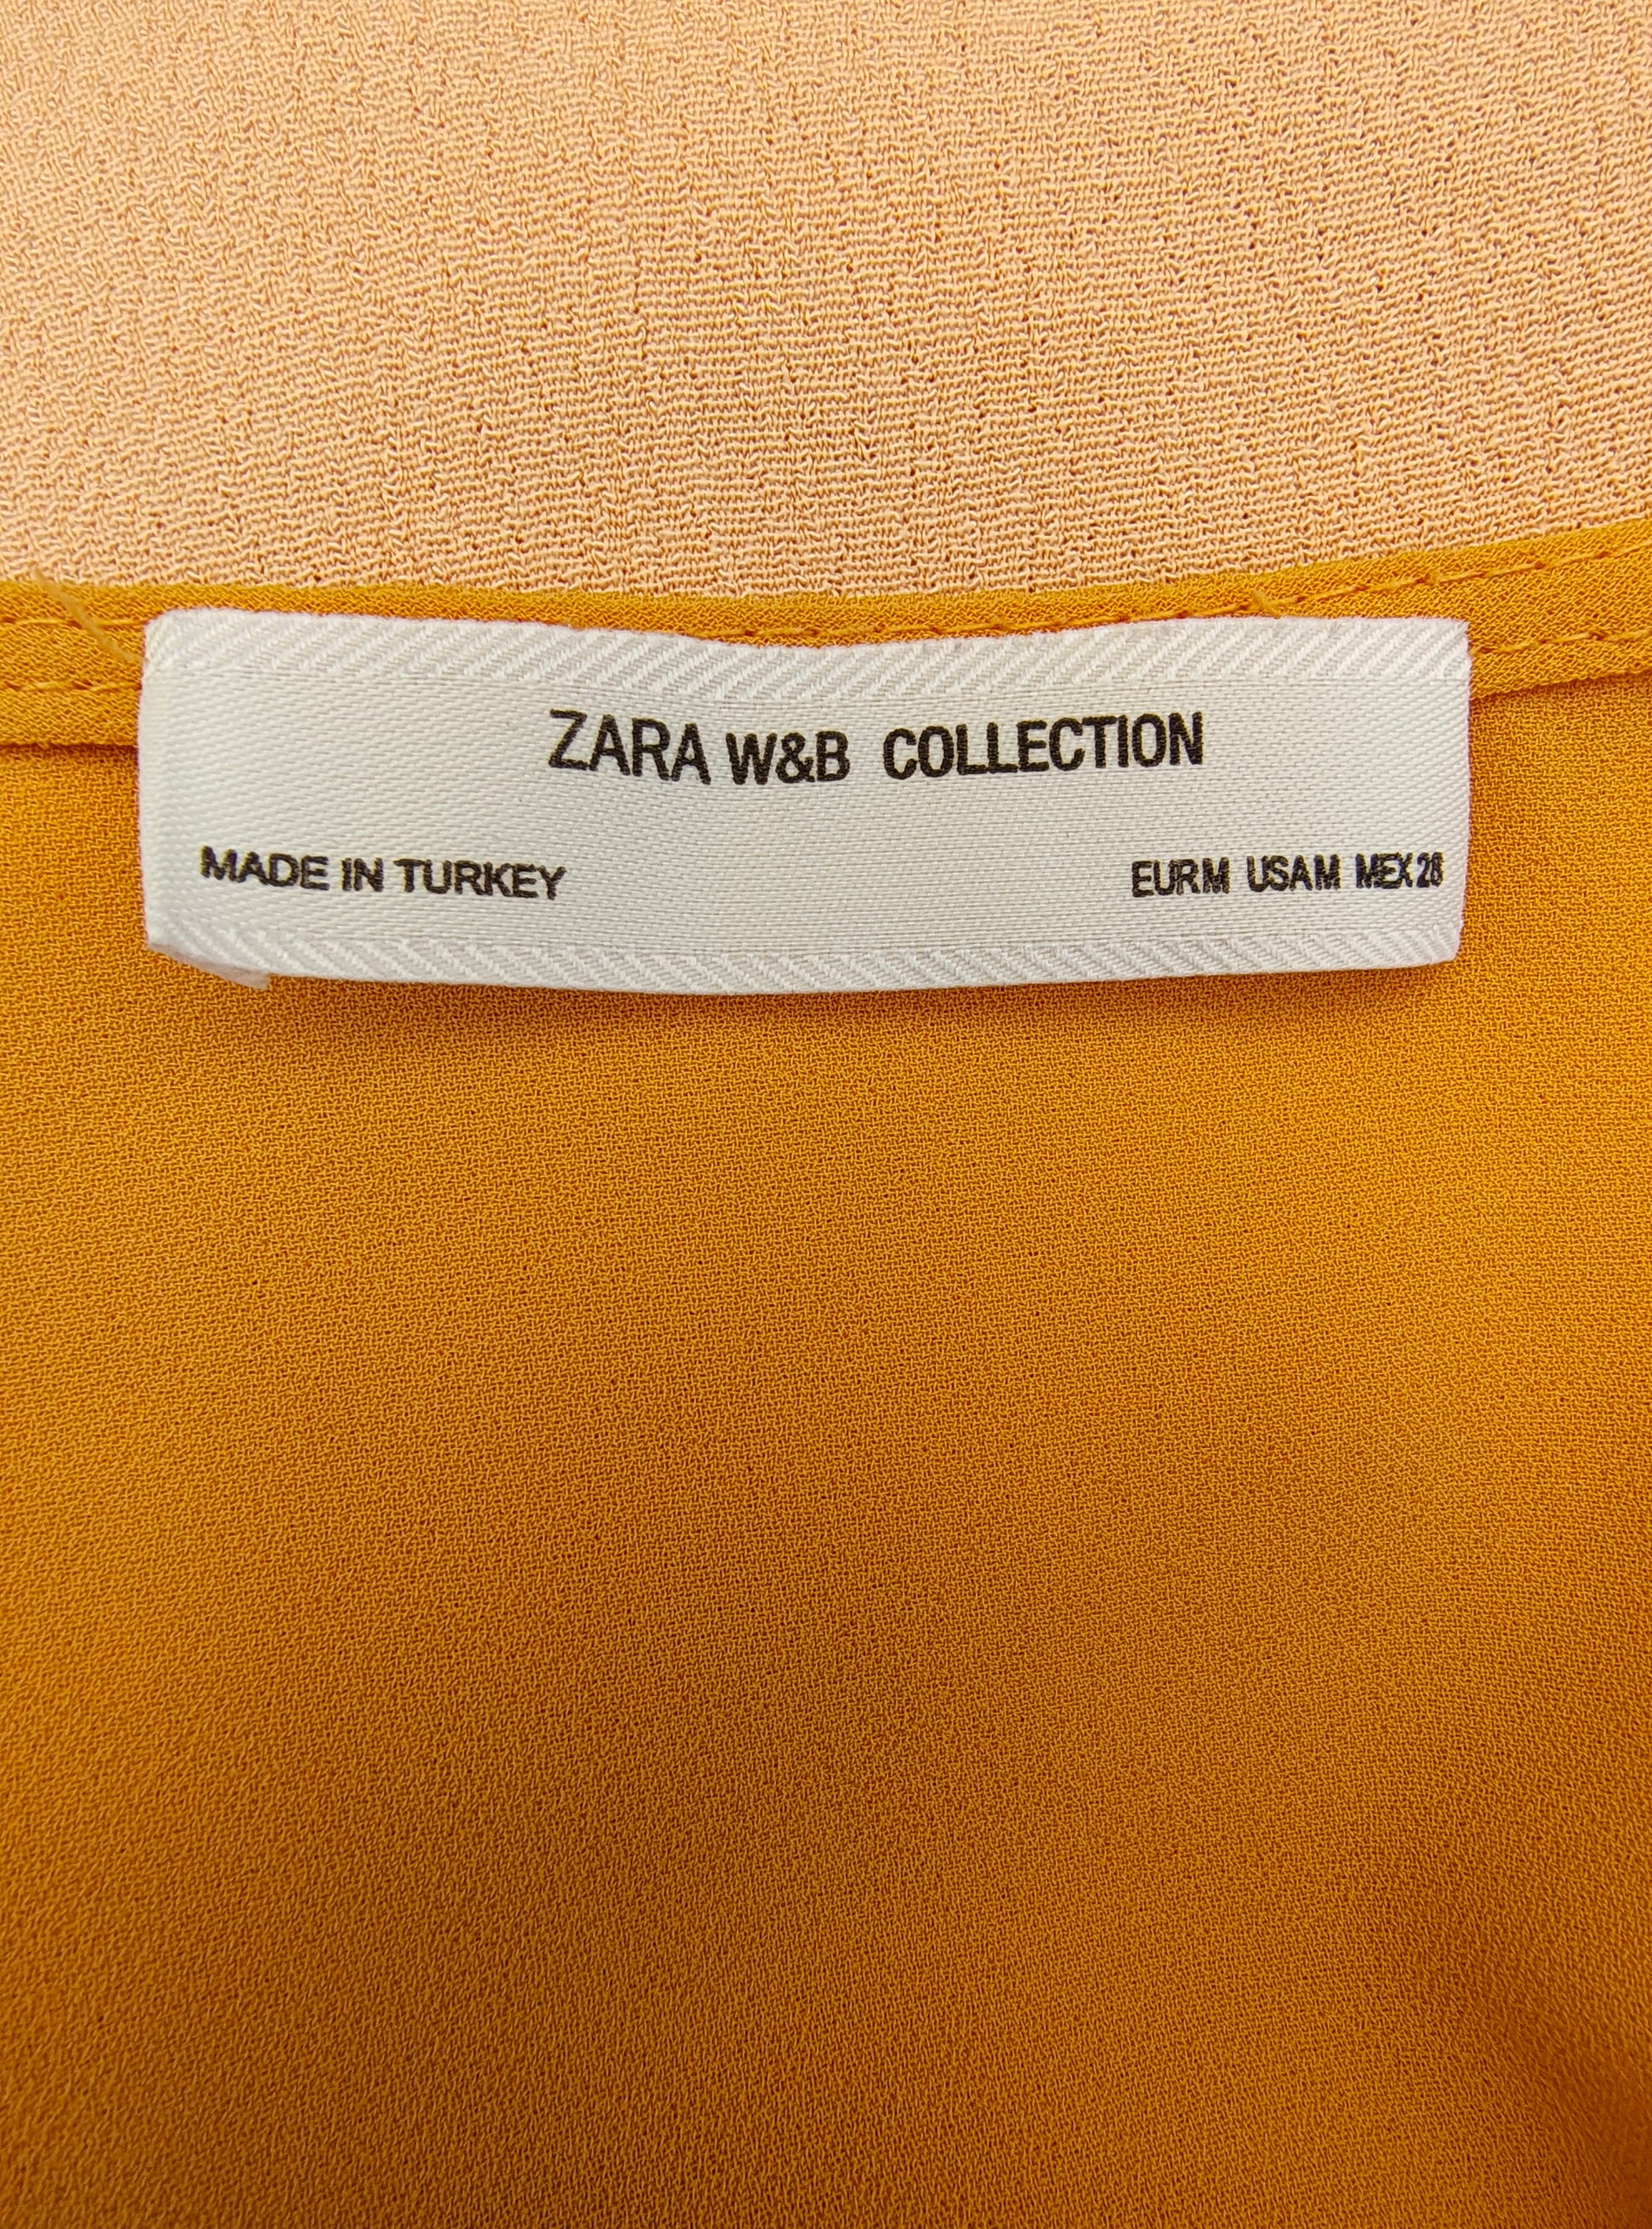 ZARA W&B COLLECTION
MADE IN TURKEY
EUR M USA M MEX 28